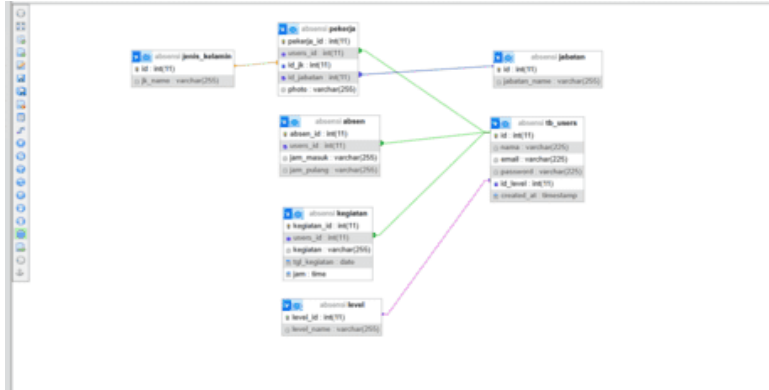 absensi pekerja
pekerja_id : int(11)
users_id : int(11)
id_jk : int(11)
id_jabatan : int(11)
photo : varchar(255)
absensi jenis_kelamin
id : int(11)
jk_name : varchar(255)
absensi jabatan
id : int(11)
jabatan_name : varchar(255)
absensi absen
absen_id : int(11)
users_id : int(11)
jam_masuk : varchar(255)
jam_pulang : varchar(255)
absensi tb_users
id : int(11)
name : varchar(225)
email : varchar(225)
password : varchar(225)
id_level : int(11)
created_at : timestamp
absensi kegiatan
kegiatan_id : int(11)
users_id : int(11)
kegiatan : varchar(255)
tgl_kegiatan : date
jam : time
absensi level
level_id : int(11)
level_name : varchar(255)